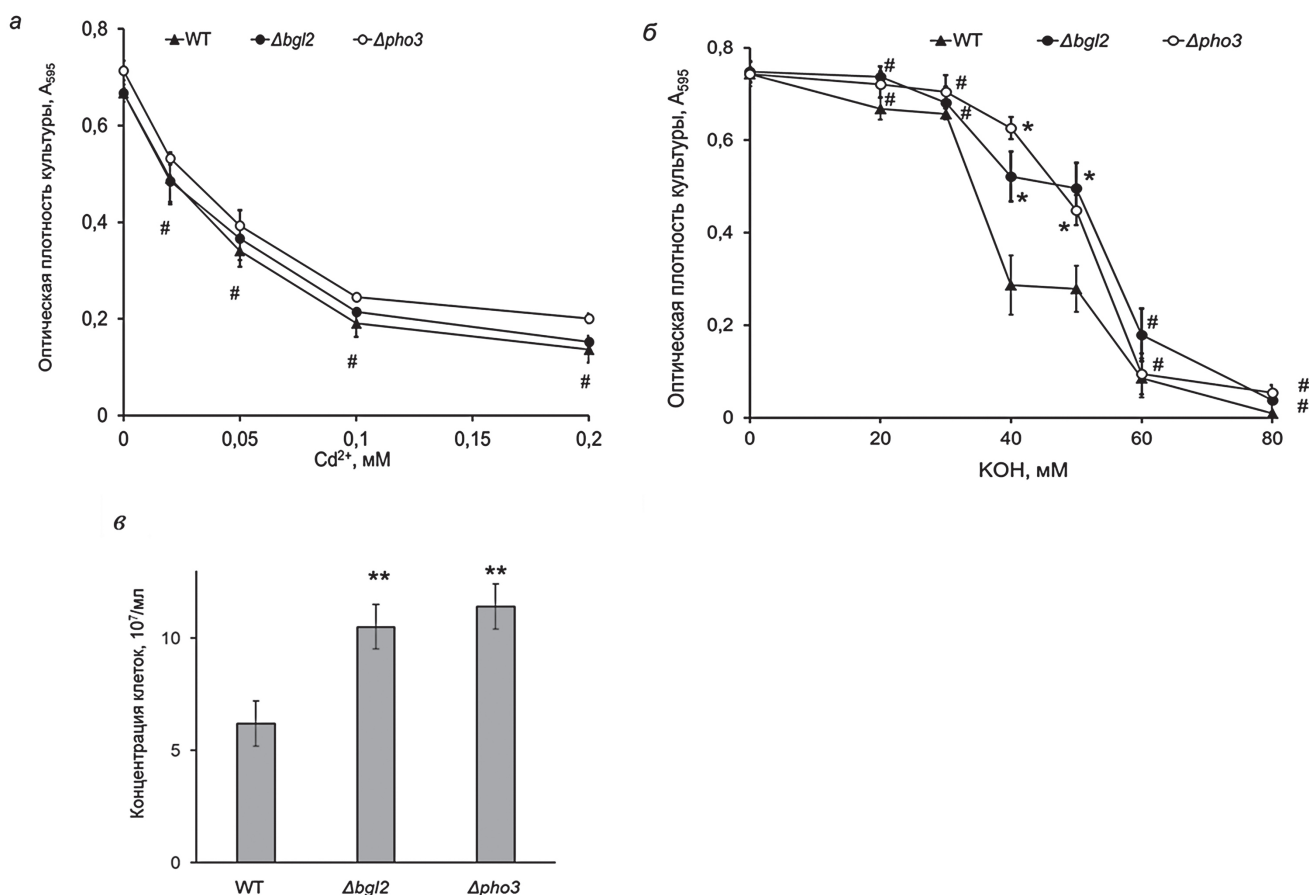 а
WT Δbgl2 Δpho3
Оптическая плотность культуры, A₅₉₅
0,8
0,6
0,4
0,2
0
#
#
#
#
0 0,05 0,1 0,15 0,2
Cd²⁺, мМ
б
WT Δbgl2 Δpho3
Оптическая плотность культуры, A₅₉₅
0,8
0,6
0,4
0,2
0
#
#
#
#
*
*
*
*
#
#
#
#
0 20 40 60 80
KOH, мМ
в
Концентрация клеток, 10⁷/мл
10
5
0
**
**
WT Δbgl2 Δpho3